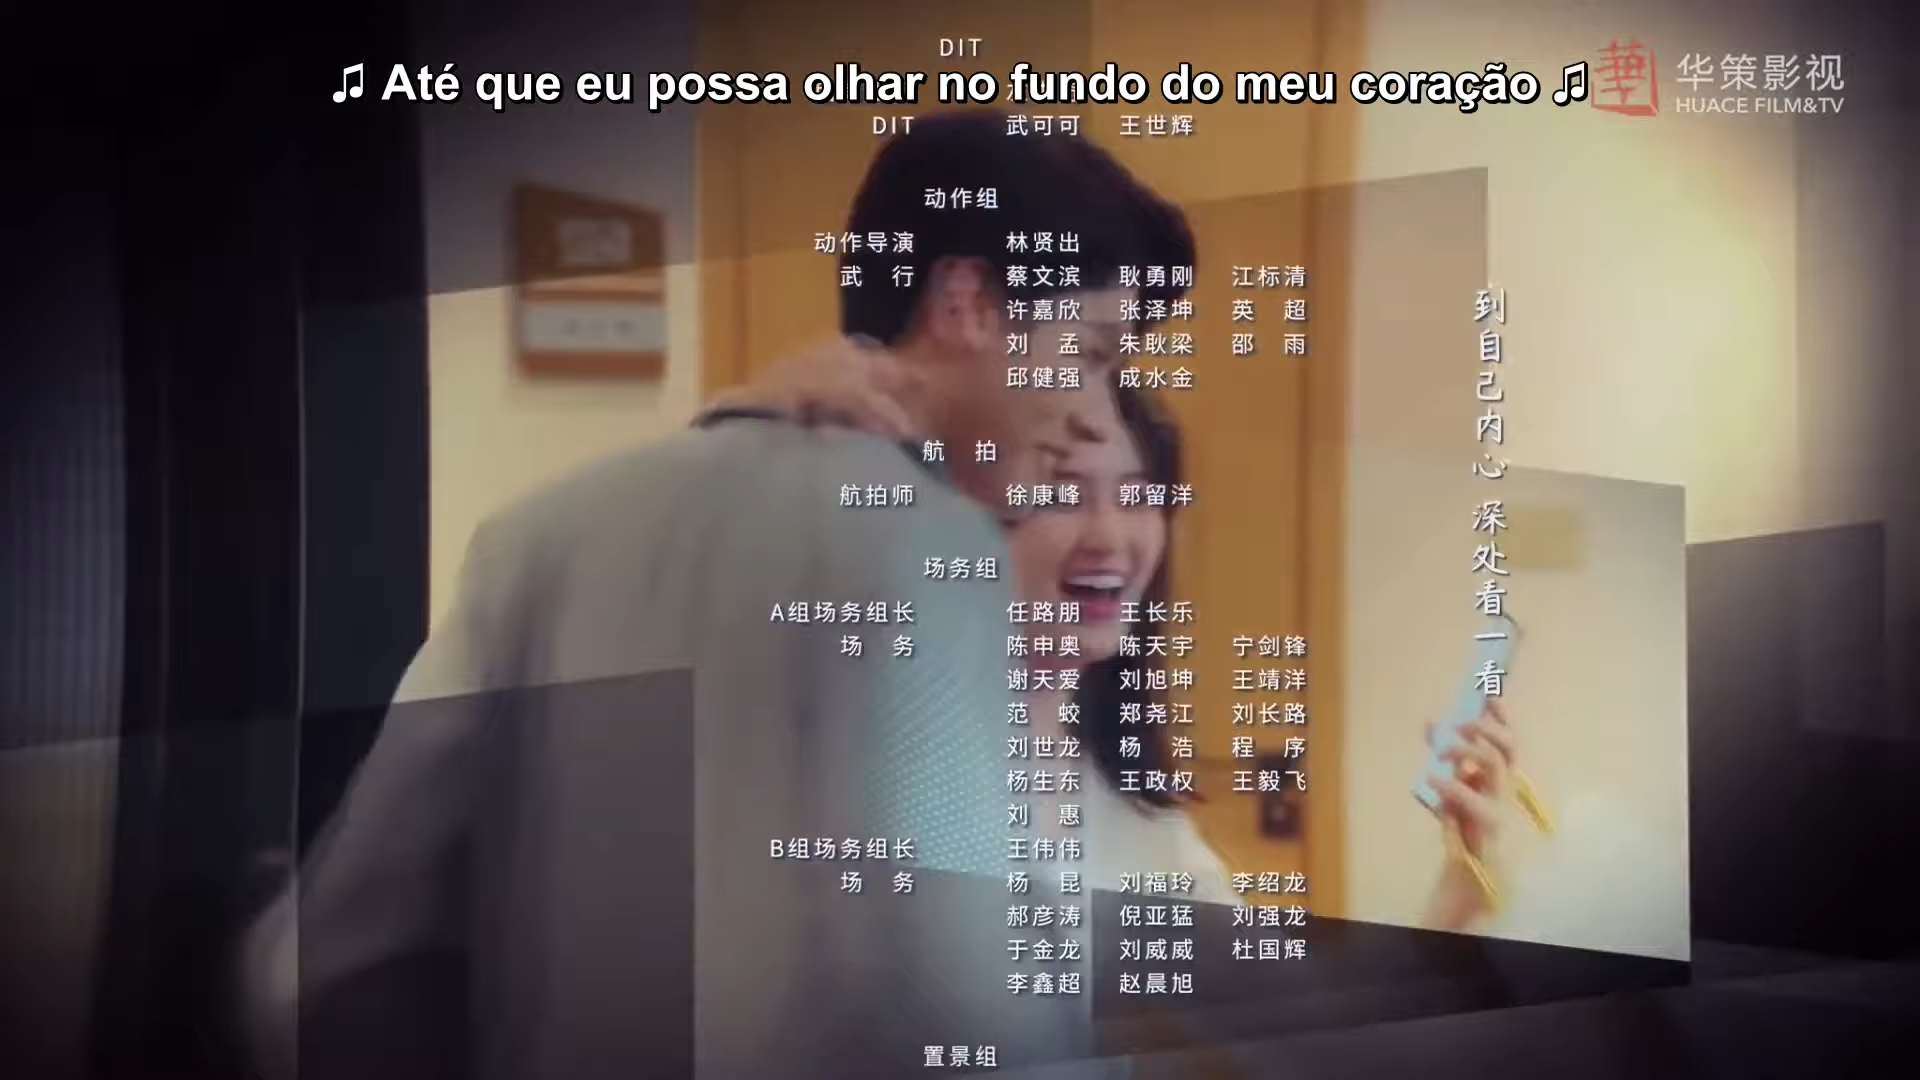 DIT
♫ Até que eu possa olhar no fundo do meu coração ♫
华策影视
HUACE FILM&TV
DIT 武可可 王世辉
动作组
动作导演 林贤出
武 行 蔡文滨 耿勇刚 江标清
许嘉欣 张泽坤 英 超
刘 孟 朱耿梁 邵 雨
邱健强 成水金
航 拍
航拍师 徐康峰 郭留洋
场务组
A组场务组长 任路朋 王长乐
场 务 陈申奥 陈天宇 宁剑锋
谢天爱 刘旭坤 王靖洋
范 蛟 郑尧江 刘长路
刘世龙 杨 浩 程 序
杨生东 王政权 王毅飞
刘 惠
B组场务组长 王伟伟
场 务 杨 昆 刘福玲 李绍龙
郝彦涛 倪亚猛 刘强龙
于金龙 刘威威 杜国辉
李鑫超 赵晨旭
置景组
到自己内心 深处看一看